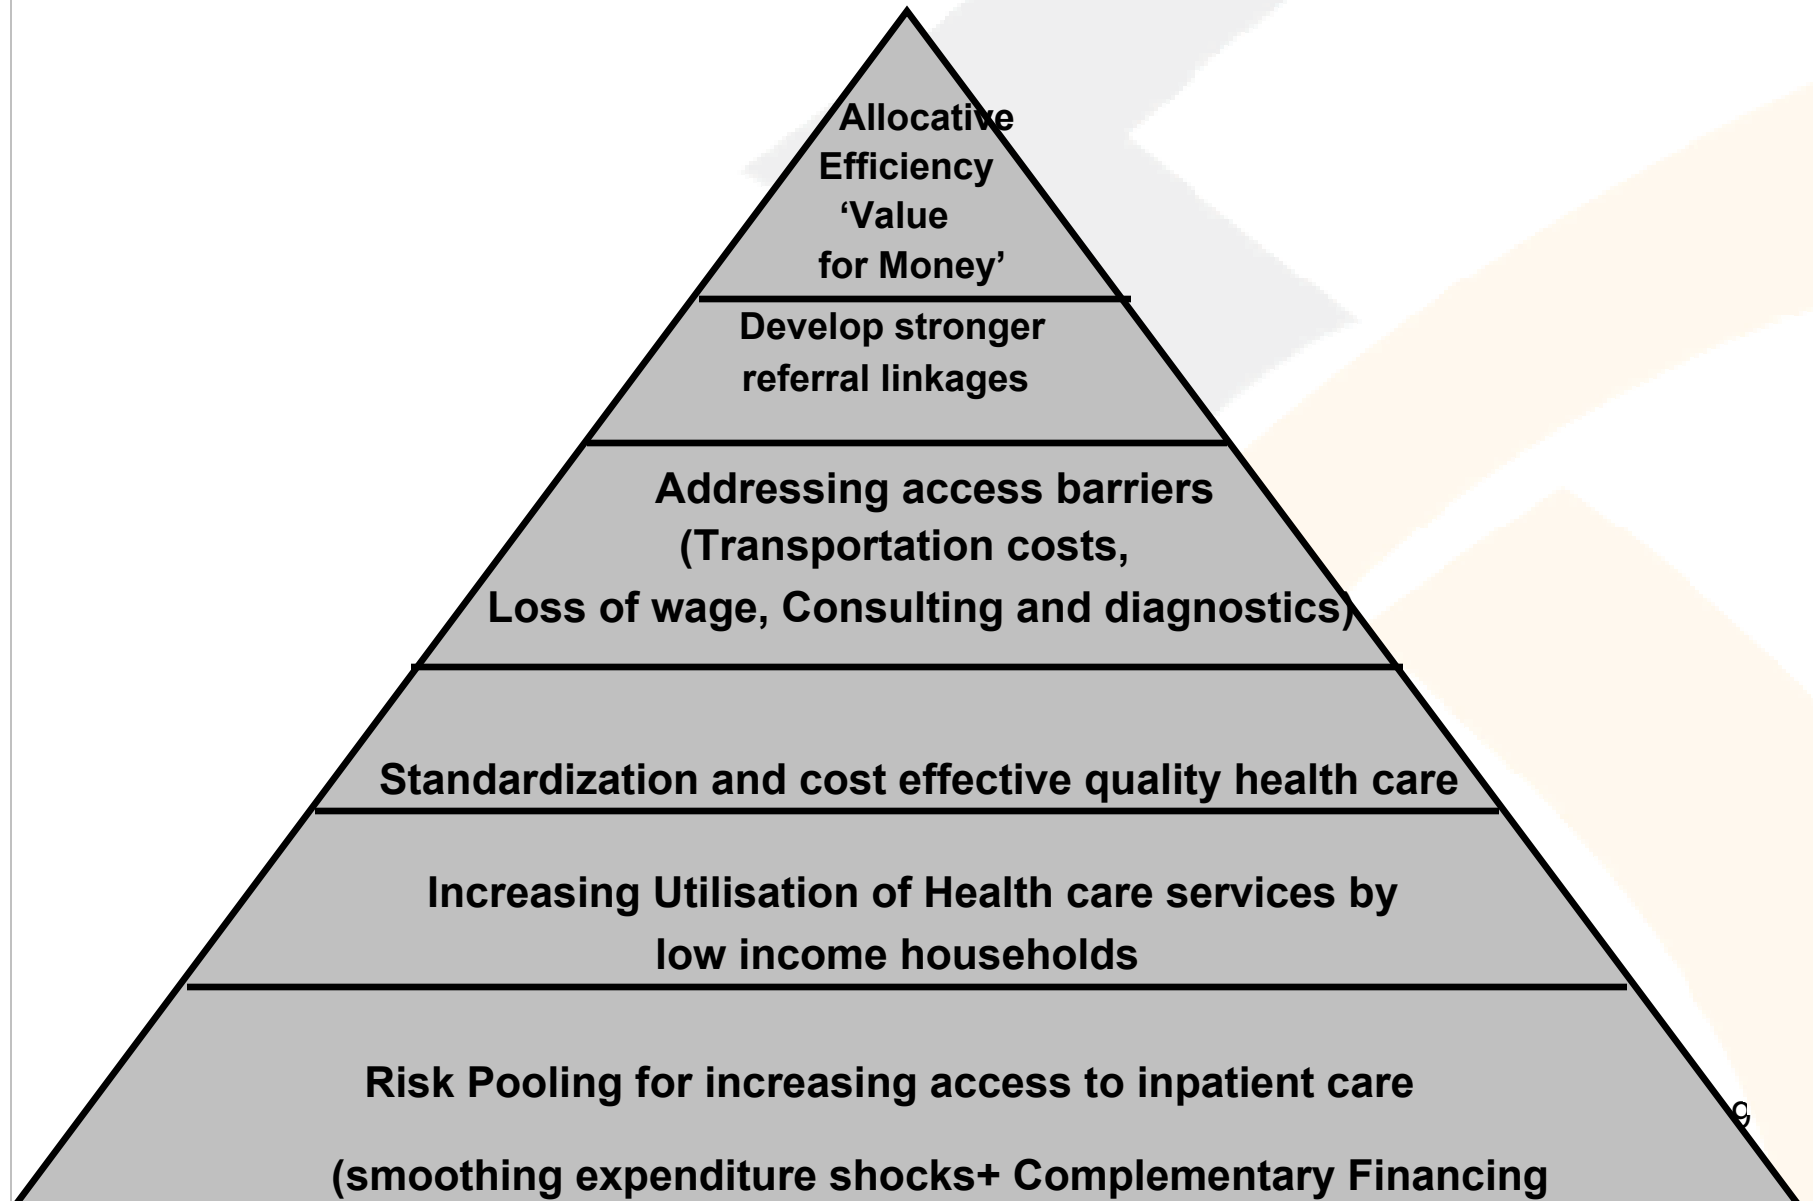 Allocative
Efficiency
‘Value
for Money’
Develop stronger
referral linkages
Addressing access barriers
(Transportation costs,
Loss of wage, Consulting and diagnostics)
Standardization and cost effective quality health care
Increasing Utilisation of Health care services by
low income households
Risk Pooling for increasing access to inpatient care
9
(smoothing expenditure shocks+ Complementary Financing